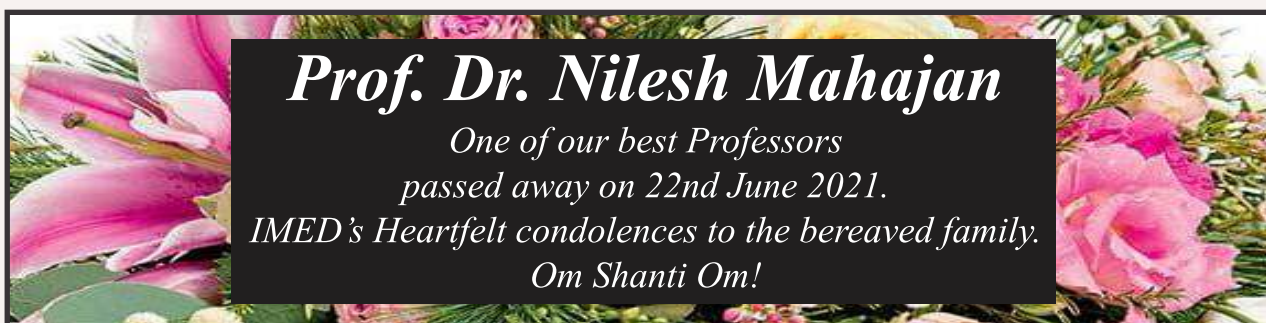 Prof. Dr. Nilesh Mahajan
One of our best Professors
passed away on 22nd June 2021.
IMED's Heartfelt condolences to the bereaved family.
Om Shanti Om!